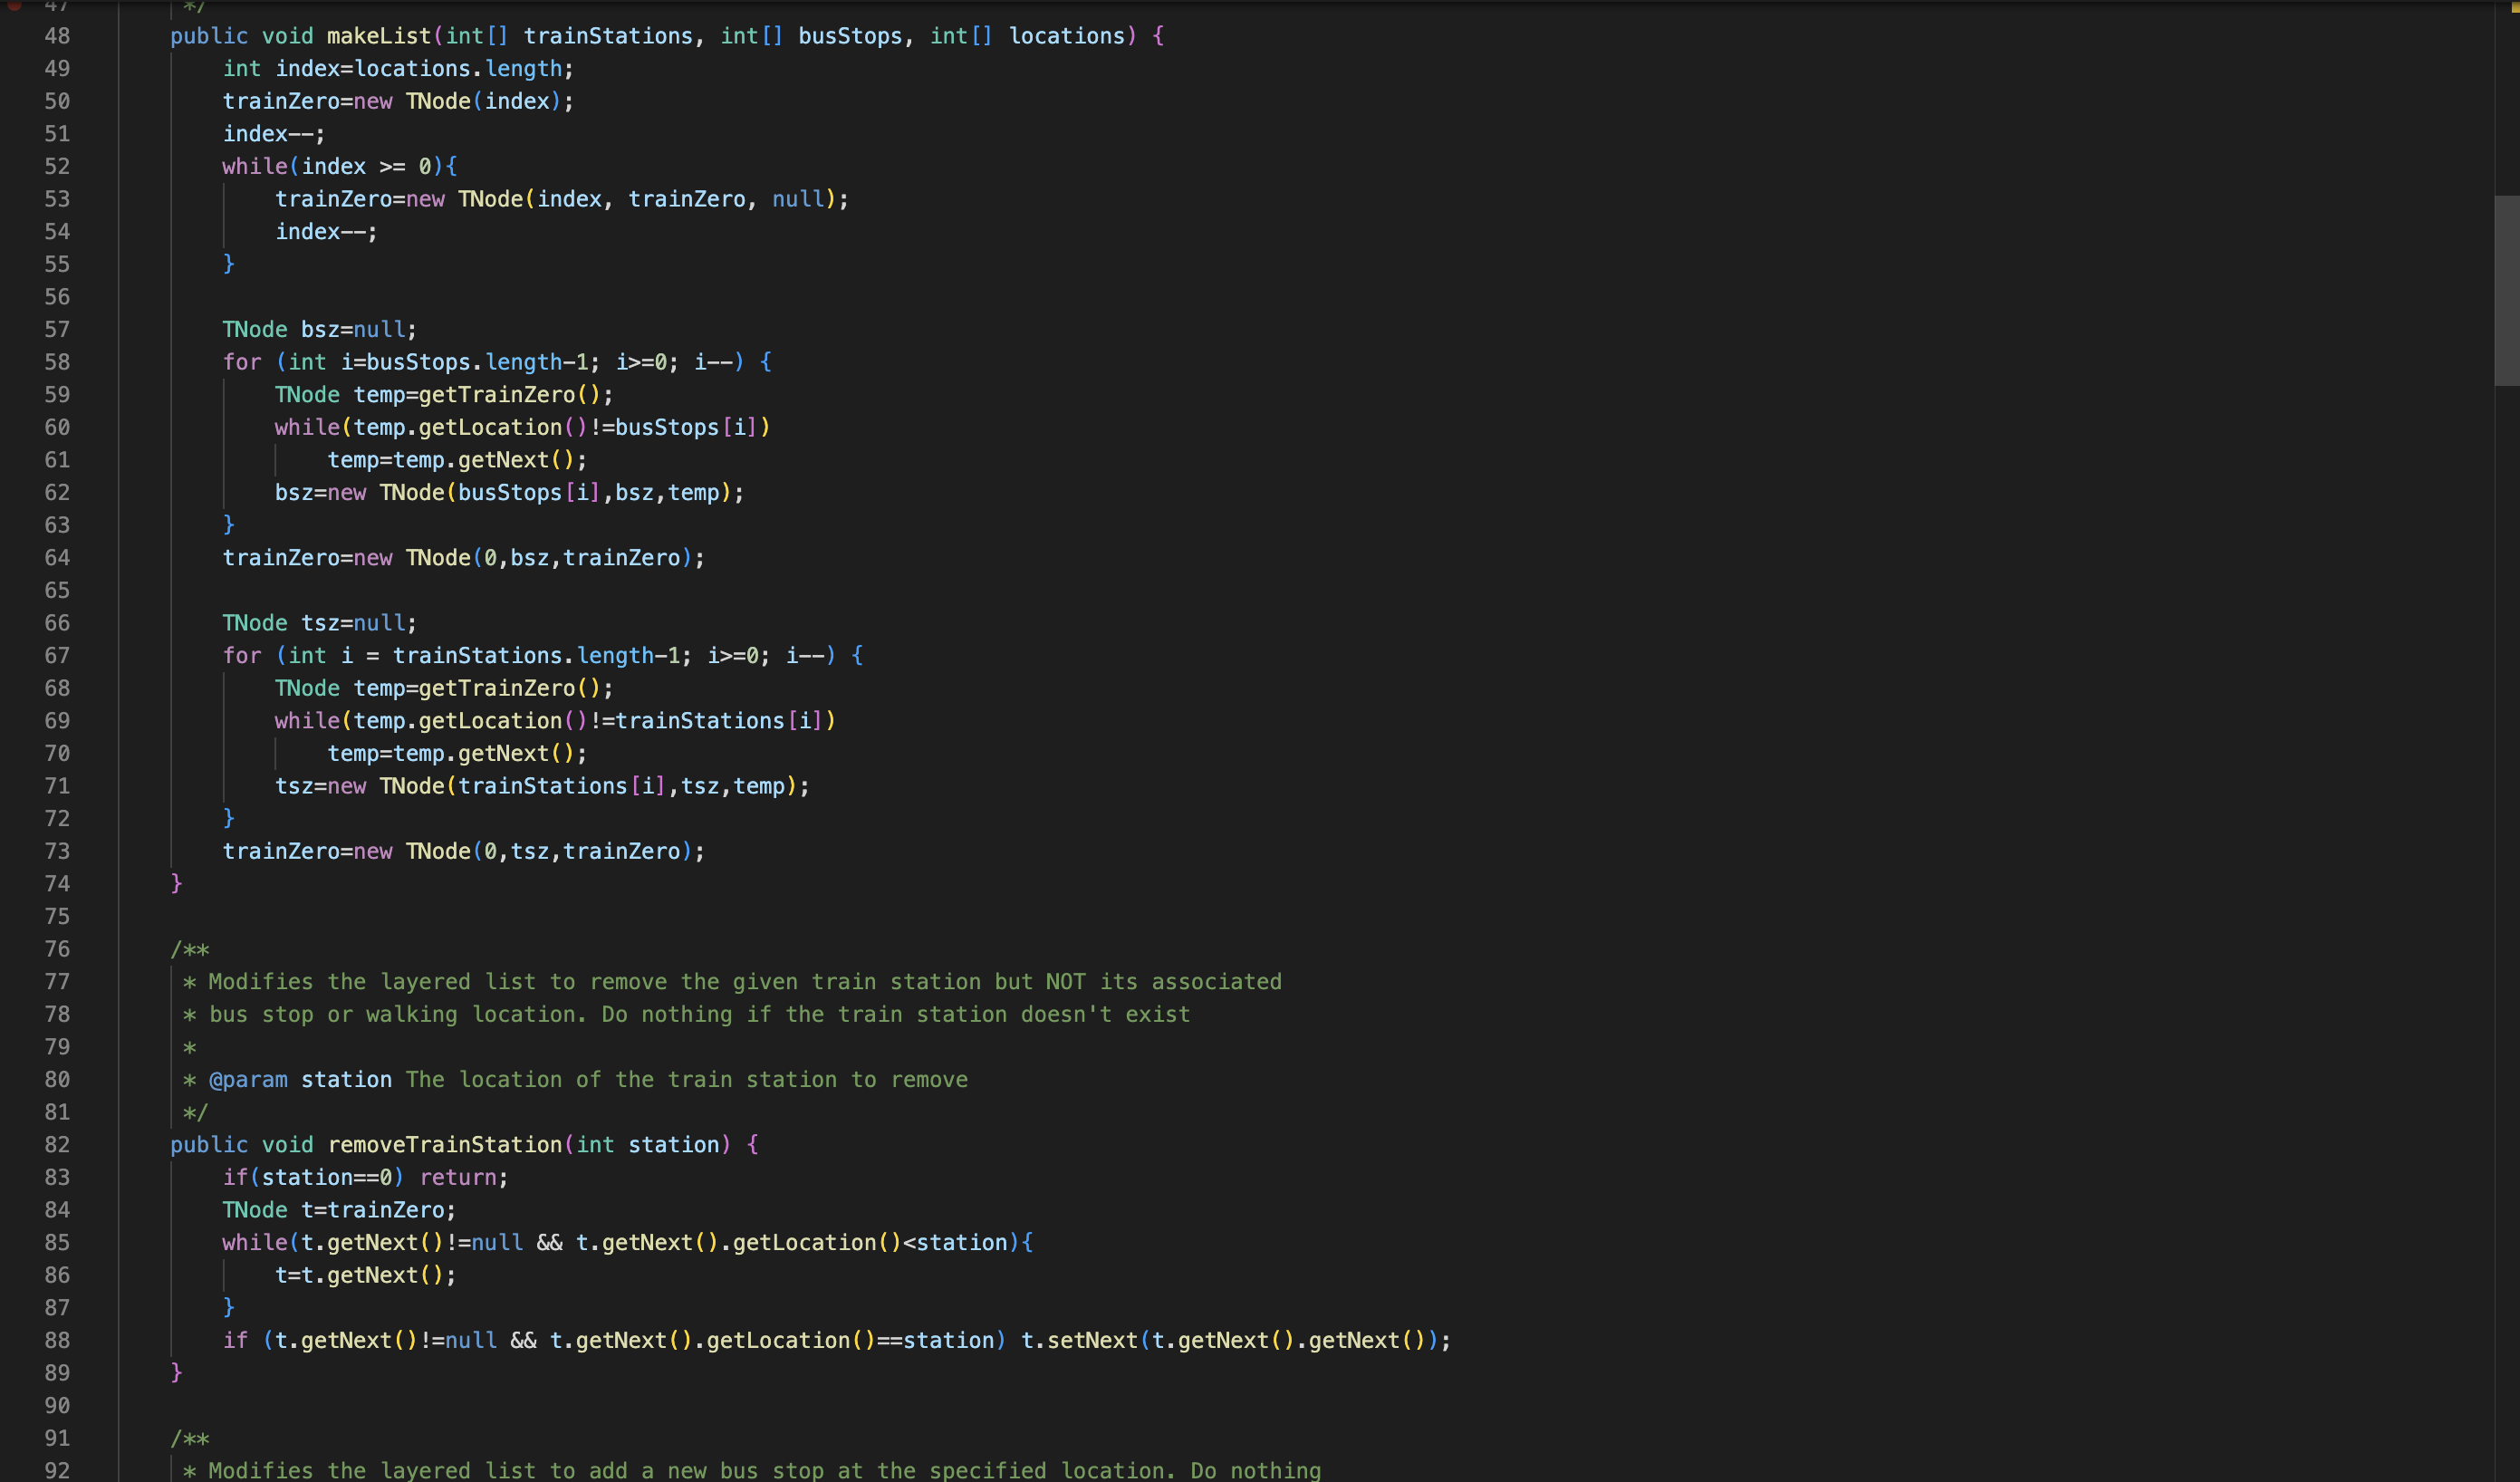 47 */
48 public void makeList(int[] trainStations, int[] busStops, int[] locations) {
49 int index=locations.length;
50 trainZero=new TNode(index);
51 index--;
52 while(index >= 0){
53 trainZero=new TNode(index, trainZero, null);
54 index--;
55 }
56
57 TNode bsz=null;
58 for (int i=busStops.length-1; i>=0; i--) {
59 TNode temp=getTrainZero();
60 while(temp.getLocation()!=busStops[i])
61 temp=temp.getNext();
62 bsz=new TNode(busStops[i],bsz,temp);
63 }
64 trainZero=new TNode(0,bsz,trainZero);
65
66 TNode tsz=null;
67 for (int i = trainStations.length-1; i>=0; i--) {
68 TNode temp=getTrainZero();
69 while(temp.getLocation()!=trainStations[i])
70 temp=temp.getNext();
71 tsz=new TNode(trainStations[i],tsz,temp);
72 }
73 trainZero=new TNode(0,tsz,trainZero);
74 }
75
76 /**
77 * Modifies the layered list to remove the given train station but NOT its associated
78 * bus stop or walking location. Do nothing if the train station doesn't exist
79 *
80 * @param station The location of the train station to remove
81 */
82 public void removeTrainStation(int station) {
83 if(station==0) return;
84 TNode t=trainZero;
85 while(t.getNext()!=null && t.getNext().getLocation()<station){
86 t=t.getNext();
87 }
88 if (t.getNext()!=null && t.getNext().getLocation()==station) t.setNext(t.getNext().getNext());
89 }
90
91 /**
92 * Modifies the layered list to add a new bus stop at the specified location. Do nothing